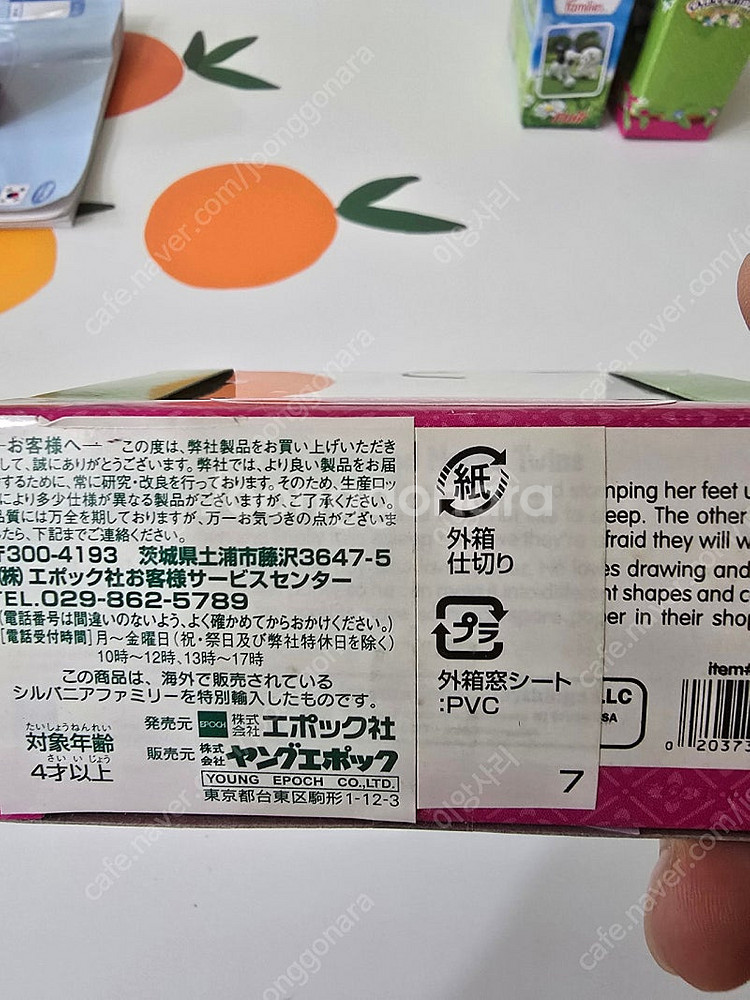 families.
ーお客様へー この度は、弊社製品をお買い上げいただき
して、誠にありがとうございます。弊社では、より良い製品をお届
するために、常に研究・改良を行っております。そのため、生産ロッ
により多少仕様が異なる製品がございますが、ご了承ください。
品質には万全を期しておりますが、万一お気づきの点がございま
したら、下記までご連絡ください。
〒300-4193 茨城県土浦市藤沢3647-5
(株)エポック社お客様サービスセンター
TEL.029-862-5789
(電話番号は間違いのないよう、よく確かめてからおかけください。)
[電話受付時間]月〜金曜日(祝・祭日及び弊社特休日を除く)
10時〜12時、13時〜17時
この商品は、海外で販売されている
シルバニアファミリーを特別輸入したものです。
たいしょうねんれい
対象年齢
さいいじょう
4才以上
発売元 EPOCH 株式会社 エポック社
販売元 株式会社 ヤングエポック
YOUNG EPOCH CO.,LTD.
東京都台東区駒形1-12-3
紙
外箱
仕切り
プラ
外箱窓シート
:PVC
7
mping her feet u
eep. The other
fraid they will w
es drawing and
nt shapes and c
er in their shop
item#
LLC
USA
0 20373
cafe.naver.com/joonggonara
joonggonara
이앙사리